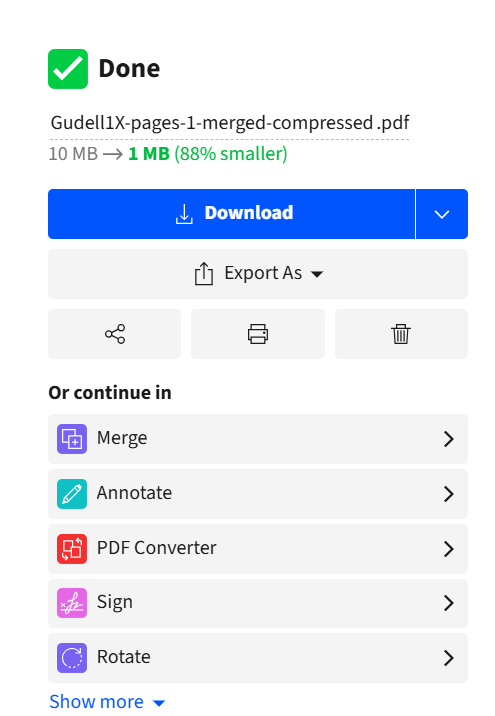 Done
Gudell1X-pages-1-merged-compressed.pdf
10 MB → 1 MB (88% smaller)
Download
Export As
Or continue in
Merge
Annotate
PDF Converter
Sign
Rotate
Show more